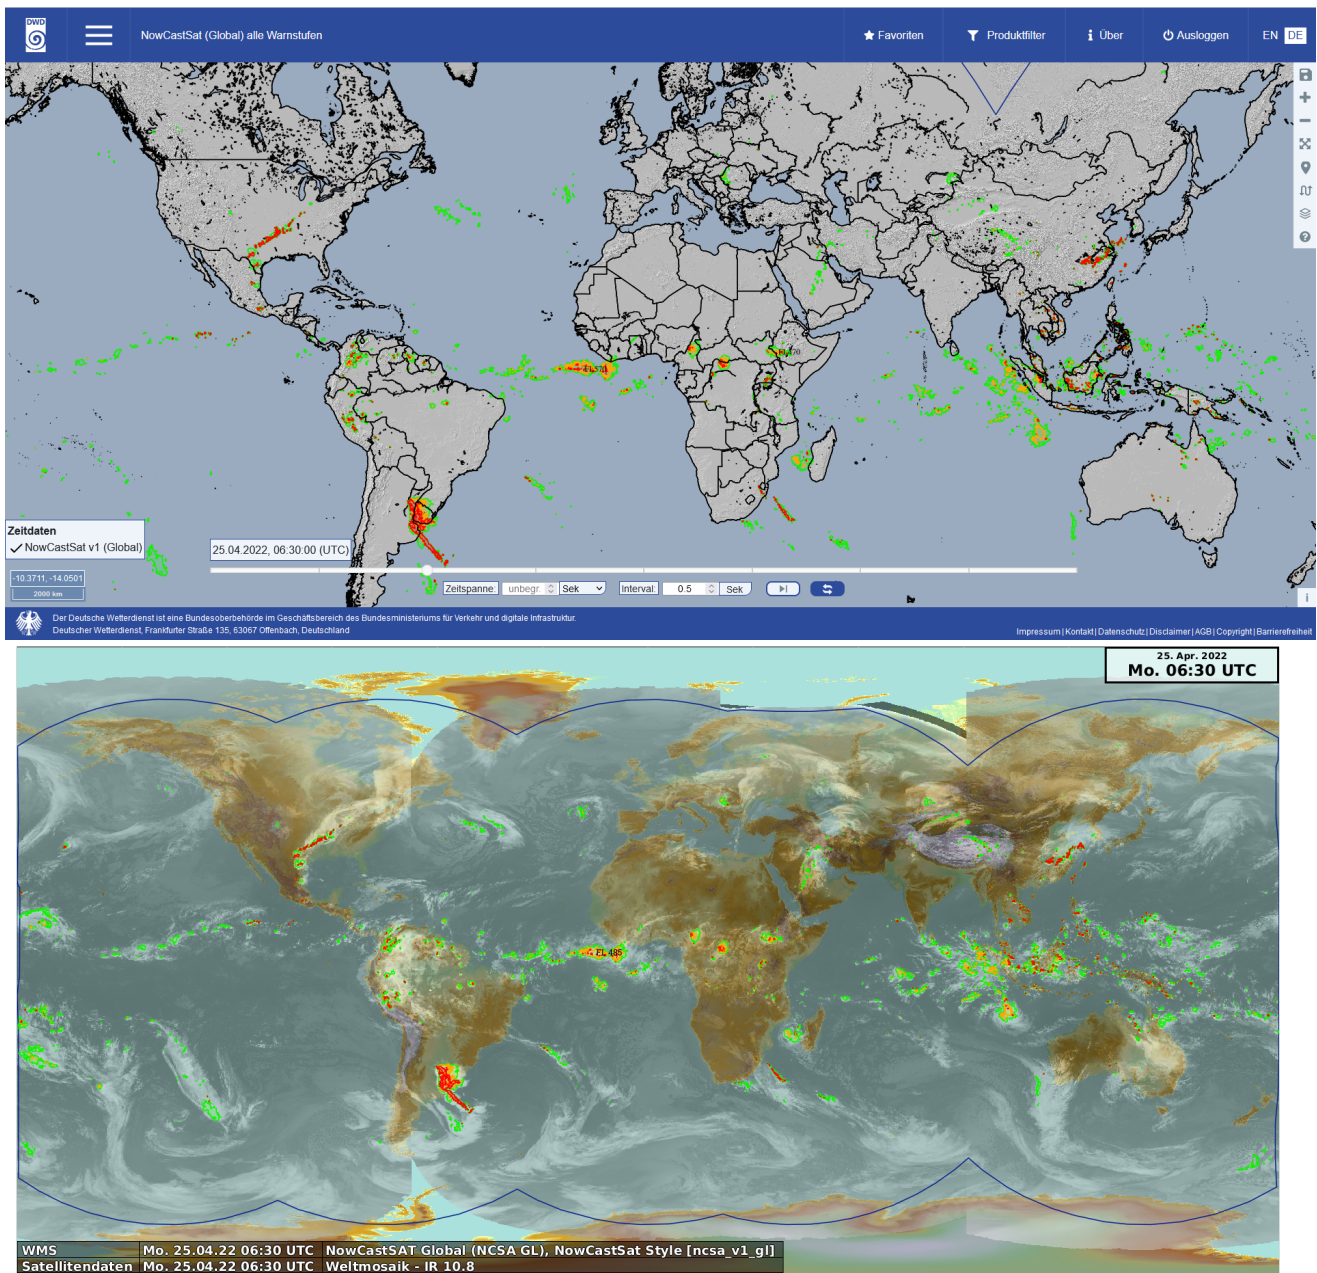 DWD
NowCastSat (Global) alle Warnstufen
Favoriten
Produktfilter
Über
Ausloggen
EN DE
Zeitdaten
NowCastSat v1 (Global)
-10.3711, -14.0501
2000 km
25.04.2022, 06:30:00 (UTC)
Zeitspanne: unbegr. Sek
Interval: 0.5 Sek
Der Deutsche Wetterdienst ist eine Bundesoberbehörde im Geschäftsbereich des Bundesministeriums für Verkehr und digitale Infrastruktur.
Deutscher Wetterdienst, Frankfurter Straße 135, 63067 Offenbach, Deutschland
Impressum | Kontakt | Datenschutz | Disclaimer | AGB | Copyright | Barrierefreiheit
25. Apr. 2022
Mo. 06:30 UTC
FL 485
WMS Mo. 25.04.22 06:30 UTC NowCastSAT Global (NCSA GL), NowCastSat Style [ncsa_v1_gl]
Satellitendaten Mo. 25.04.22 06:30 UTC Weltmosaik - IR 10.8